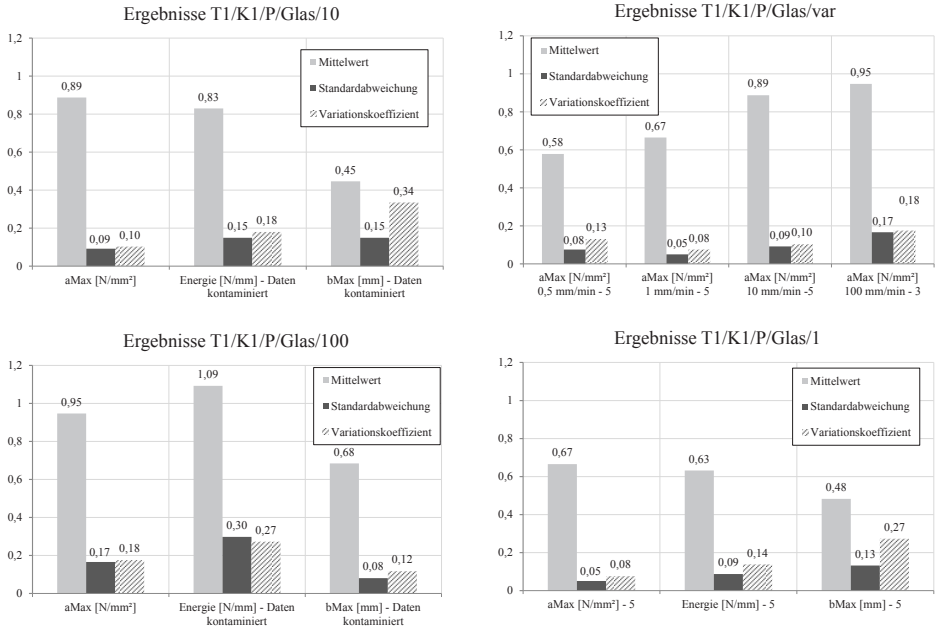 Ergebnisse T1/K1/P/Glas/10
1,2
1
0,8
0,6
0,4
0,2
0
0,89
0,09
0,10
0,83
0,15
0,18
0,45
0,15
0,34
Mittelwert
Standardabweichung
Variationskoeffizient
aMax [N/mm²]
Energie [N/mm] - Daten
kontaminiert
bMax [mm] - Daten
kontaminiert
Ergebnisse T1/K1/P/Glas/var
1,2
1
0,8
0,6
0,4
0,2
0
Mittelwert
Standardabweichung
Variationskoeffizient
0,58
0,08
0,13
0,67
0,05
0,08
0,89
0,09
0,10
0,95
0,17
0,18
aMax [N/mm²]
0,5 mm/min - 5
aMax [N/mm²]
1 mm/min - 5
aMax [N/mm²]
10 mm/min -5
aMax [N/mm²]
100 mm/min - 3
Ergebnisse T1/K1/P/Glas/100
1,2
1
0,8
0,6
0,4
0,2
0
0,95
0,17
0,18
1,09
0,30
0,27
0,68
0,08
0,12
Mittelwert
Standardabweichung
Variationskoeffizient
aMax [N/mm²]
Energie [N/mm] - Daten
kontaminiert
bMax [mm] - Daten
kontaminiert
Ergebnisse T1/K1/P/Glas/1
1,2
1
0,8
0,6
0,4
0,2
0
0,67
0,05
0,08
0,63
0,09
0,14
0,48
0,13
0,27
Mittelwert
Standardabweichung
Variationskoeffizient
aMax [N/mm²] - 5
Energie [N/mm] - 5
bMax [mm] - 5